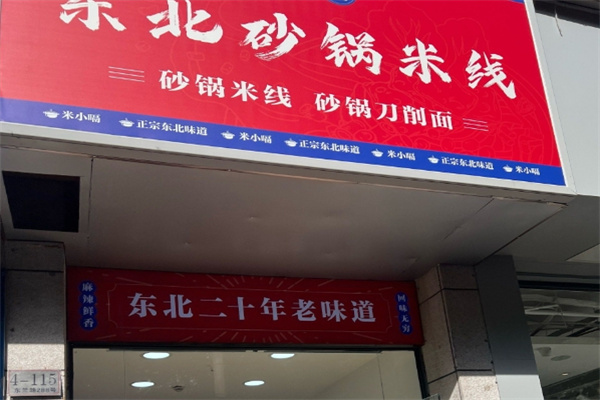 东北砂锅米线
砂锅米线 砂锅刀削面
米小嗝 正宗东北味道 米小嗝 正宗东北味道 米小嗝 正宗东北味道 米小嗝
麻辣鲜香
东北二十年老味道
回味无穷
4-115